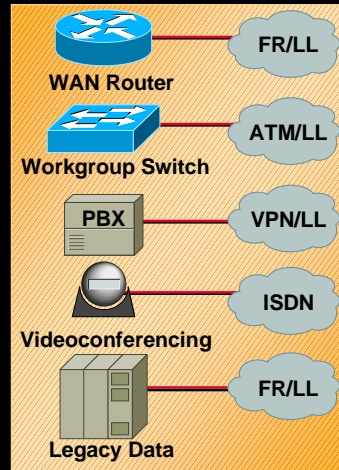 FR/LL
WAN Router
ATM/LL
Workgroup Switch
PBX
VPN/LL
ISDN
Videoconferencing
FR/LL
Legacy Data